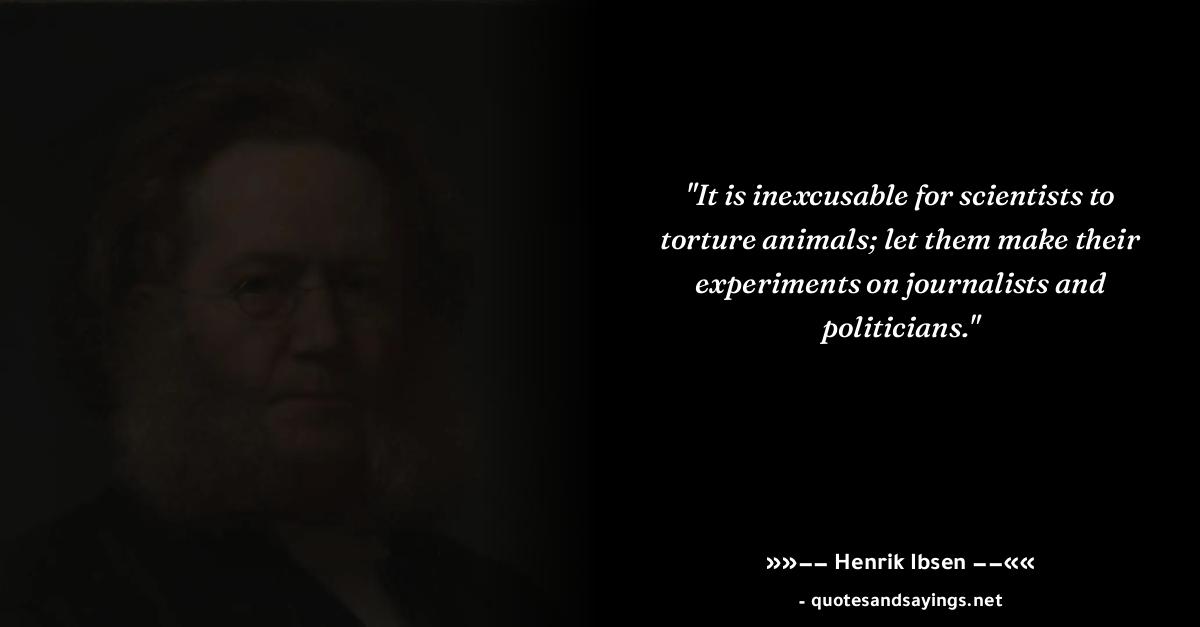 "It is inexcusable for scientists to
torture animals; let them make their
experiments on journalists and
politicians."
»»−− Henrik Ibsen −−««
- quotesandsayings.net